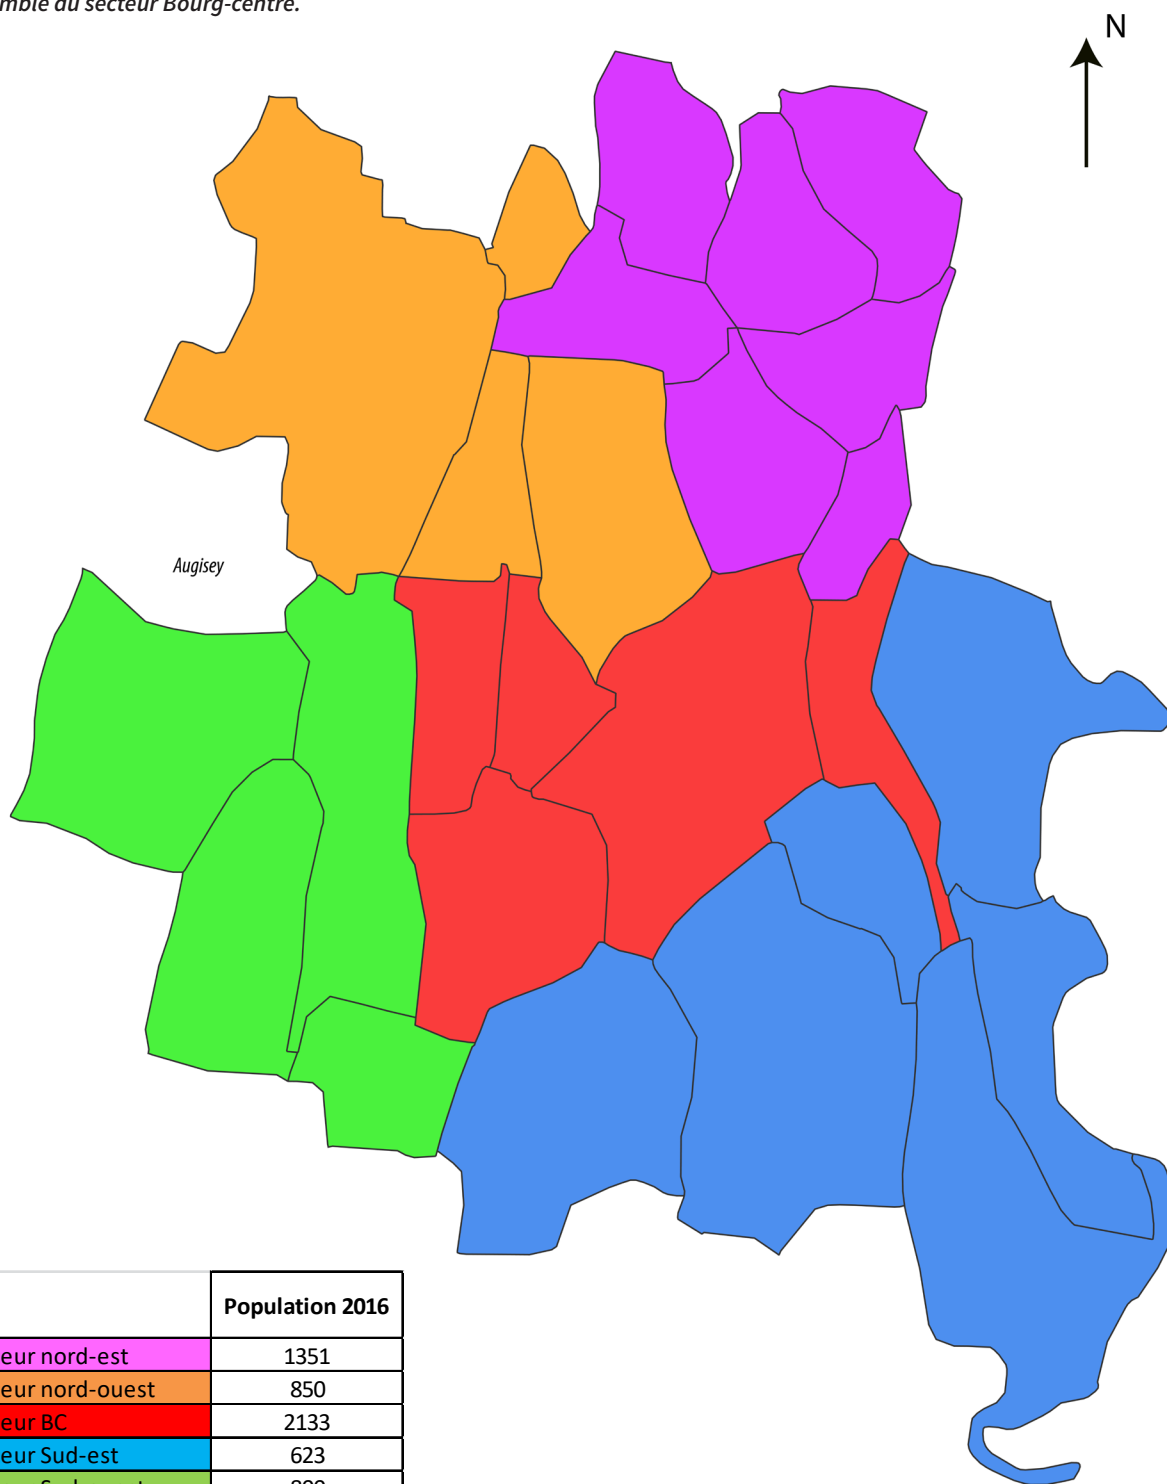 mble du secteur Bourg-centre.
N
Augisey
Population 2016
eur nord-est 1351
eur nord-ouest 850
eur BC 2133
eur Sud-est 623